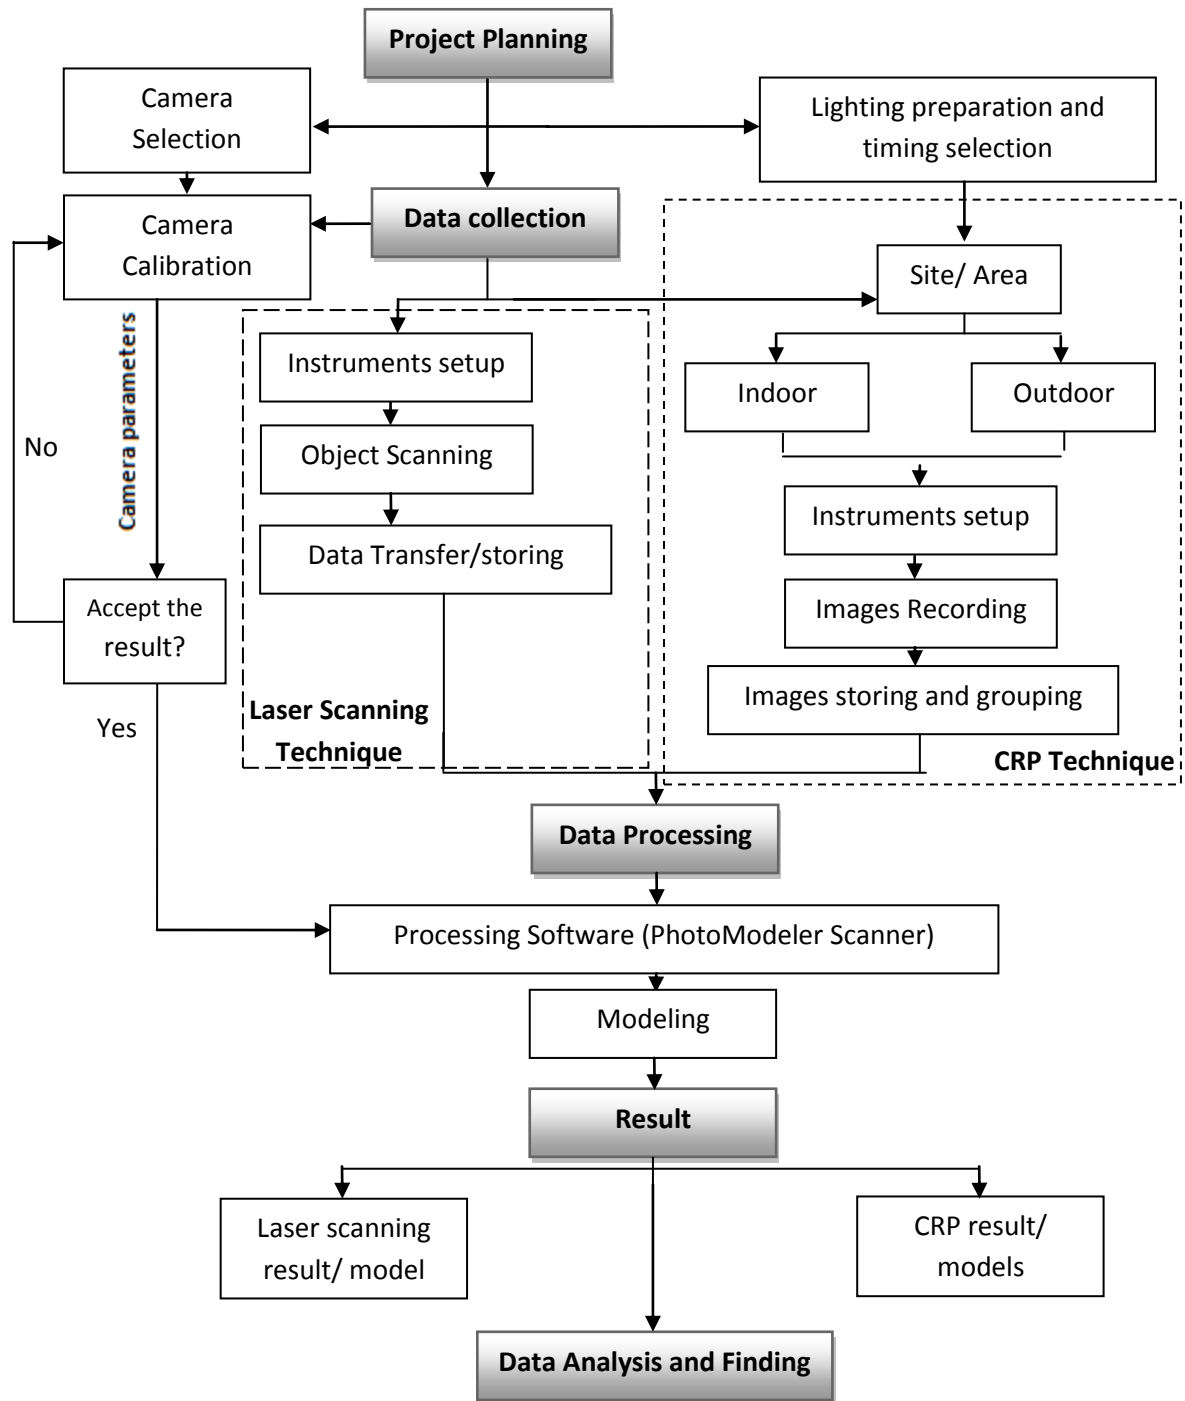 Project Planning
Camera
Selection
Lighting preparation and
timing selection
Data collection
Camera
Calibration
Site/ Area
Camera parameters
Instruments setup
Indoor
Outdoor
No
Object Scanning
Instruments setup
Data Transfer/storing
Accept the
result?
Images Recording
Images storing and grouping
Yes
Laser Scanning
Technique
CRP Technique
Data Processing
Processing Software (PhotoModeler Scanner)
Modeling
Result
Laser scanning
result/ model
CRP result/
models
Data Analysis and Finding